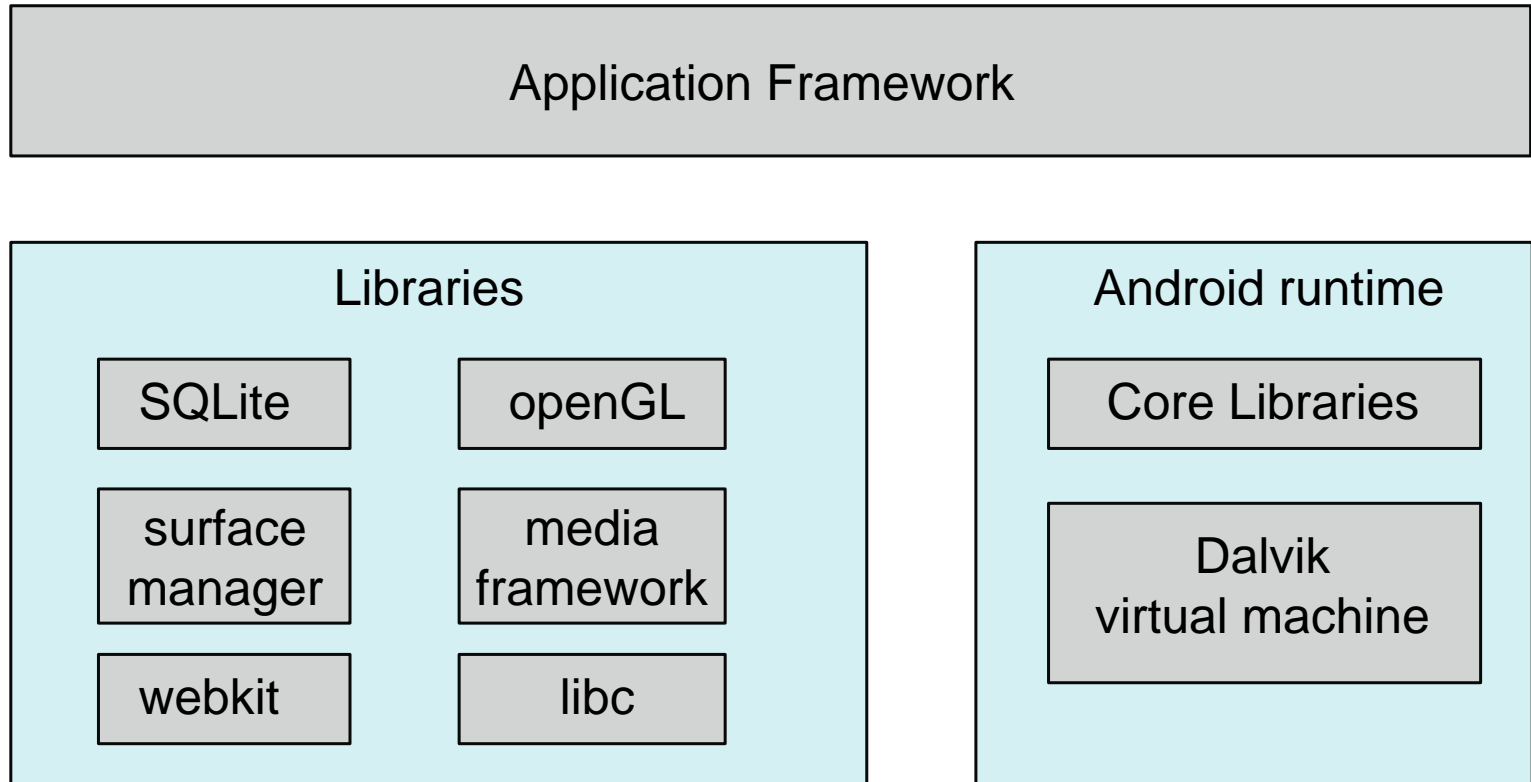 Application Framework
Libraries
SQLite
openGL
surface
manager
media
framework
webkit
libc
Android runtime
Core Libraries
Dalvik
virtual machine